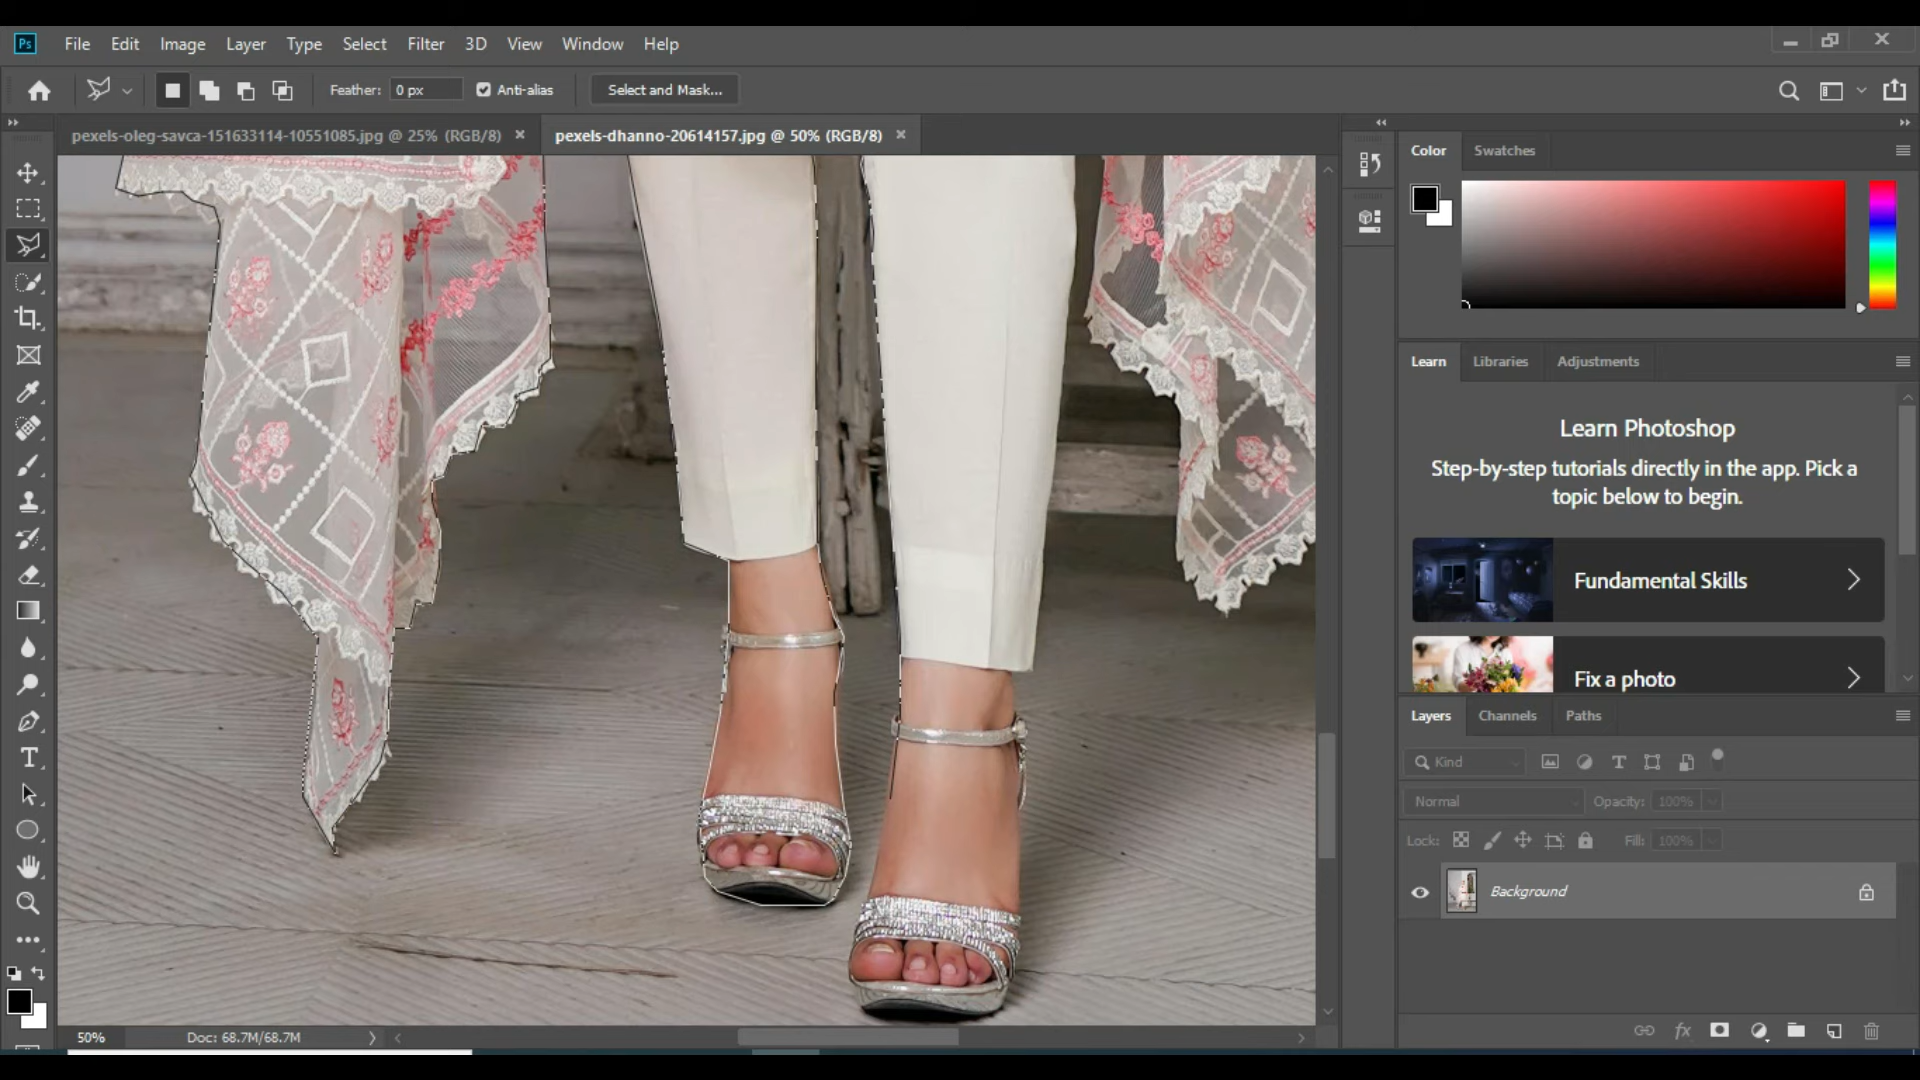 Ps File Edit Image Layer Type Select Filter 3D View Window Help
Feather: 0 px Anti-alias Select and Mask...
pexels-oleg-savca-151633114-10551085.jpg @ 25% (RGB/8) pexels-dhanno-20614157.jpg @ 50% (RGB/8)
Color Swatches
Learn Libraries Adjustments
Learn Photoshop
Step-by-step tutorials directly in the app. Pick a
topic below to begin.
Fundamental Skills
Fix a photo
Layers Channels Paths
Kind
Normal Opacity: 100%
Lock: Fill: 100%
Background
50% Doc: 68.7M/68.7M